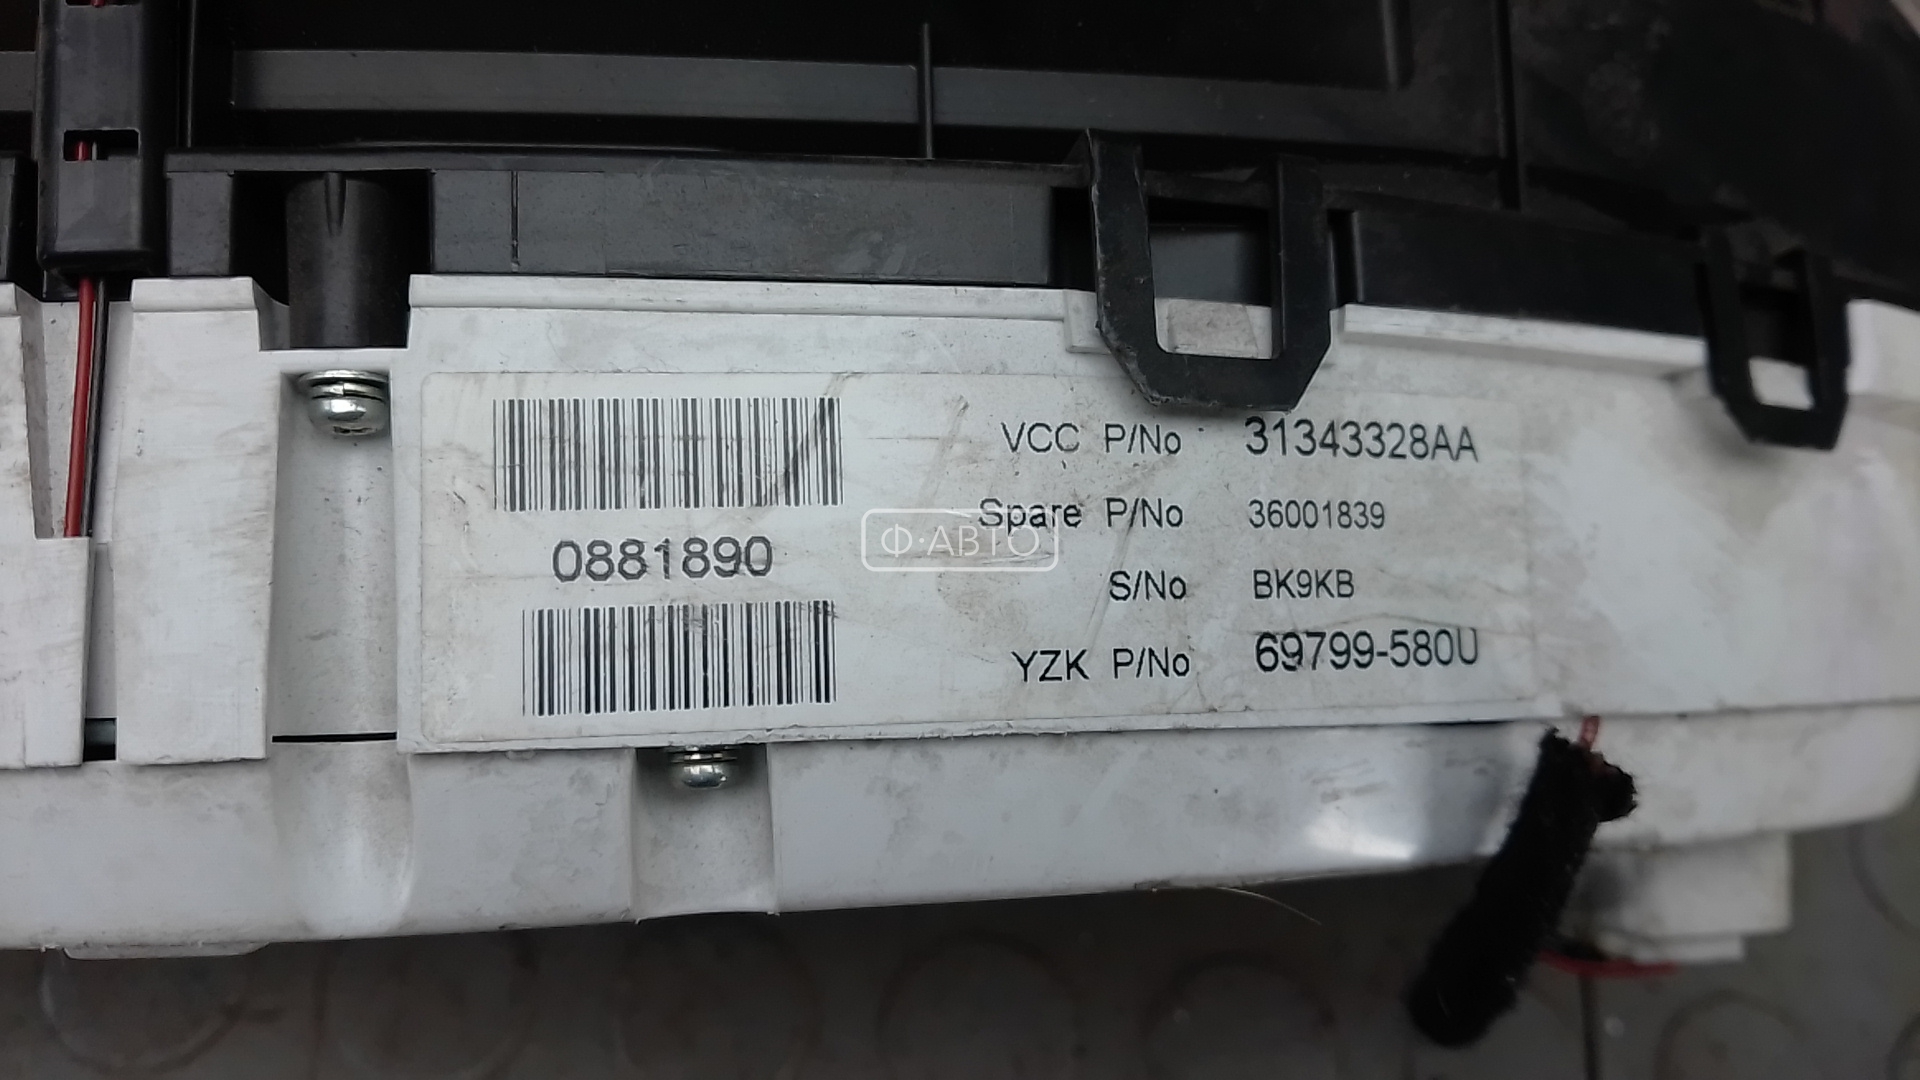 VCC P/No 31343328AA
Spare P/No 36001839
0881890
S/No BK9KB
YZK P/No 69799-580U
Ф·АВТО